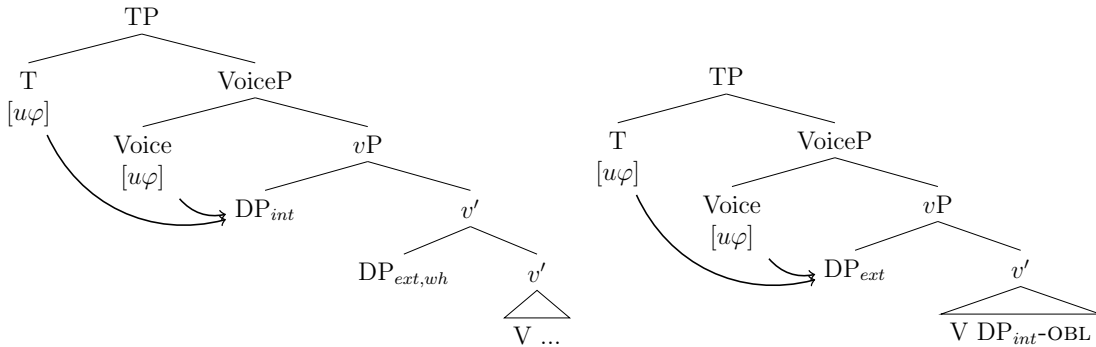 TP
T
[uφ]
VoiceP
Voice
[uφ]
vP
DP_int
v′
DP_ext,wh
v′
V ...
TP
T
[uφ]
VoiceP
Voice
[uφ]
vP
DP_ext
v′
V DP_int-OBL